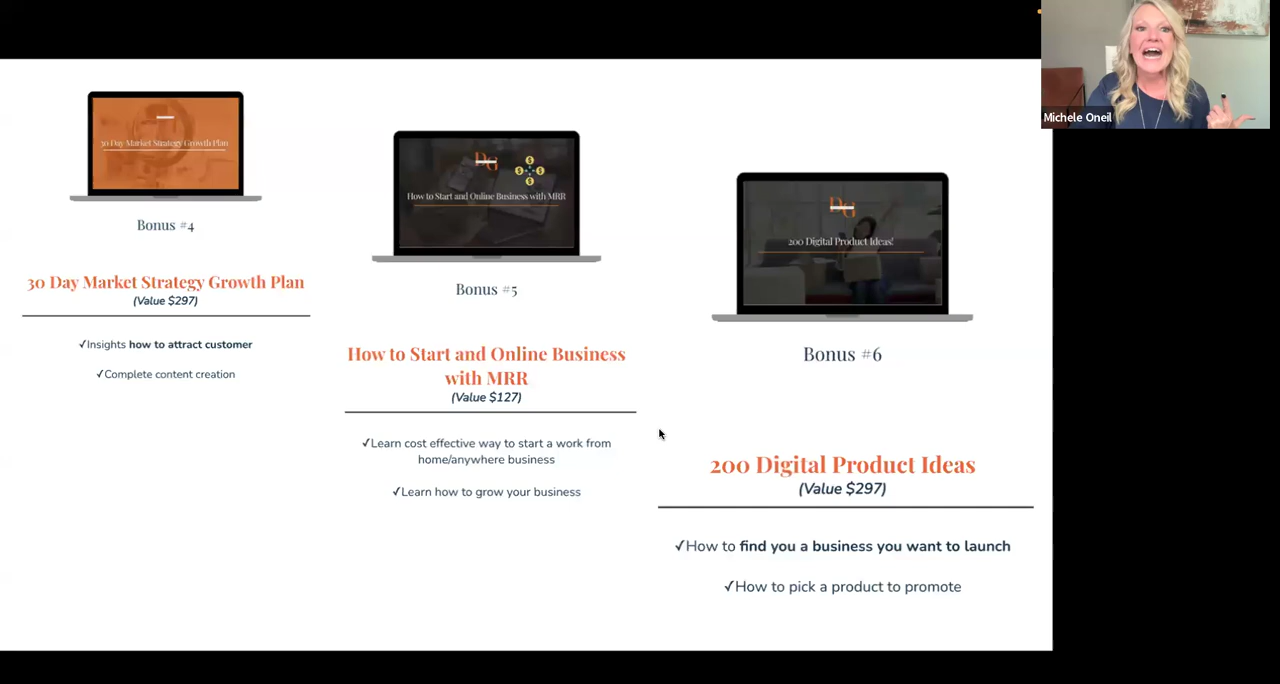 Michele Oneil
30 Day Market Strategy Growth Plan
Bonus #4
30 Day Market Strategy Growth Plan
(Value $297)
✓Insights how to attract customer
✓Complete content creation
DG
How to Start and Online Business with MRR
Bonus #5
How to Start and Online Business
with MRR
(Value $127)
✓Learn cost effective way to start a work from
home/anywhere business
✓Learn how to grow your business
DG
200 Digital Product Ideas!
Bonus #6
200 Digital Product Ideas
(Value $297)
✓How to find you a business you want to launch
✓How to pick a product to promote